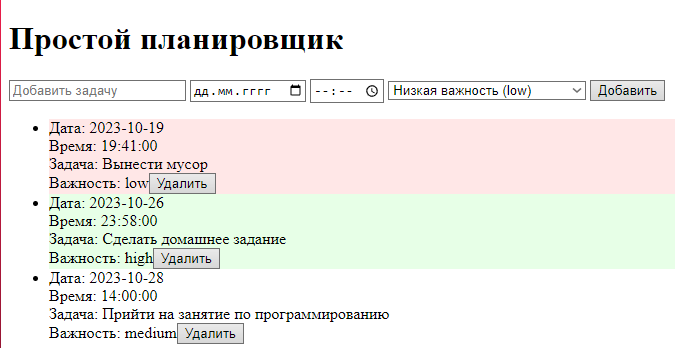 Простой планировщик
Добавить задачу дд.мм.гггг --:-- Низкая важность (low) Добавить
Дата: 2023-10-19
Время: 19:41:00
Задача: Вынести мусор
Важность: low Удалить
Дата: 2023-10-26
Время: 23:58:00
Задача: Сделать домашнее задание
Важность: high Удалить
Дата: 2023-10-28
Время: 14:00:00
Задача: Прийти на занятие по программированию
Важность: medium Удалить